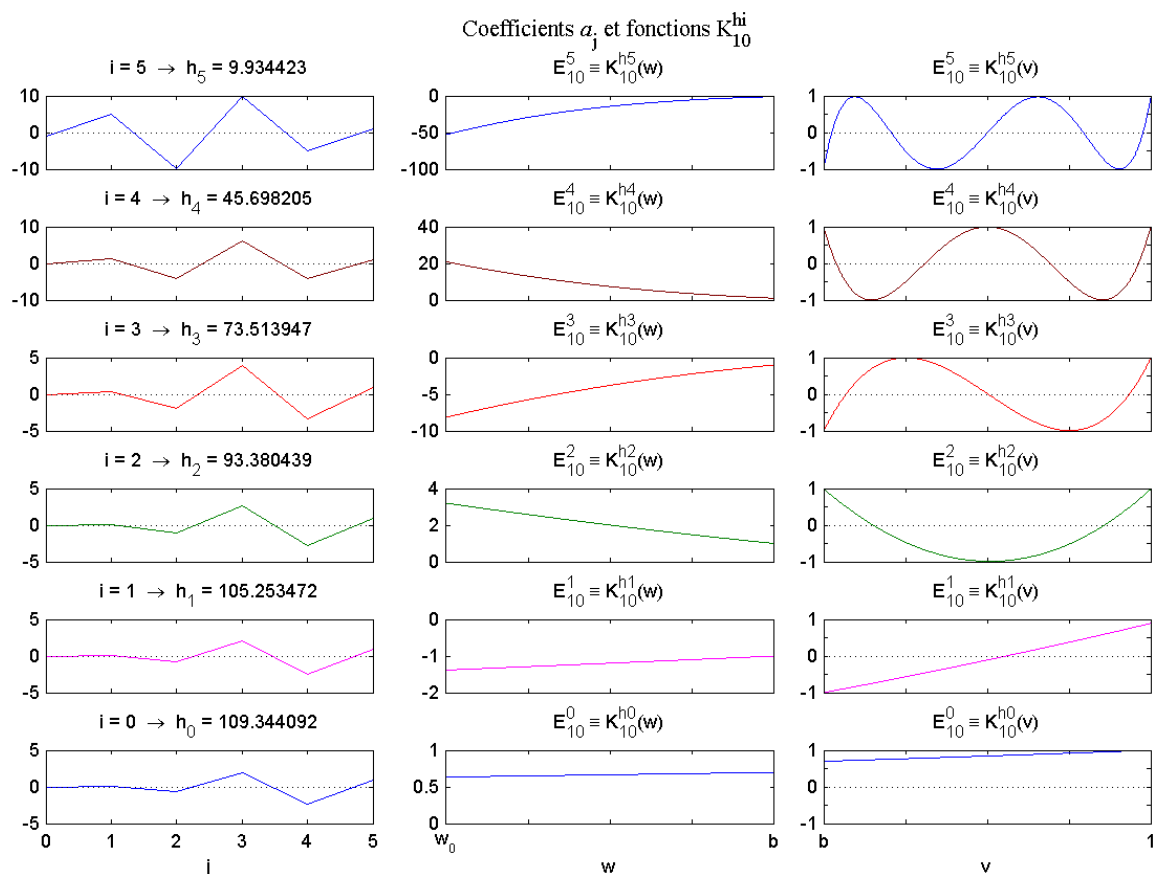 Coefficients a_j et fonctions K_10^hi
i = 5 → h_5 = 9.934423
E_10^5 ≡ K_10^h5(w)
E_10^5 ≡ K_10^h5(v)
10
0
-10
0
-50
-100
1
0
-1
i = 4 → h_4 = 45.698205
E_10^4 ≡ K_10^h4(w)
E_10^4 ≡ K_10^h4(v)
10
0
-10
40
20
0
1
0
-1
i = 3 → h_3 = 73.513947
E_10^3 ≡ K_10^h3(w)
E_10^3 ≡ K_10^h3(v)
5
0
-5
0
-5
-10
1
0
-1
i = 2 → h_2 = 93.380439
E_10^2 ≡ K_10^h2(w)
E_10^2 ≡ K_10^h2(v)
5
0
-5
4
2
0
1
0
-1
i = 1 → h_1 = 105.253472
E_10^1 ≡ K_10^h1(w)
E_10^1 ≡ K_10^h1(v)
5
0
-5
0
-1
-2
1
0
-1
i = 0 → h_0 = 109.344092
E_10^0 ≡ K_10^h0(w)
E_10^0 ≡ K_10^h0(v)
5
0
-5
1
0.5
0
1
0
-1
0 1 2 3 4 5
w_0 b
b 1
j
w
v